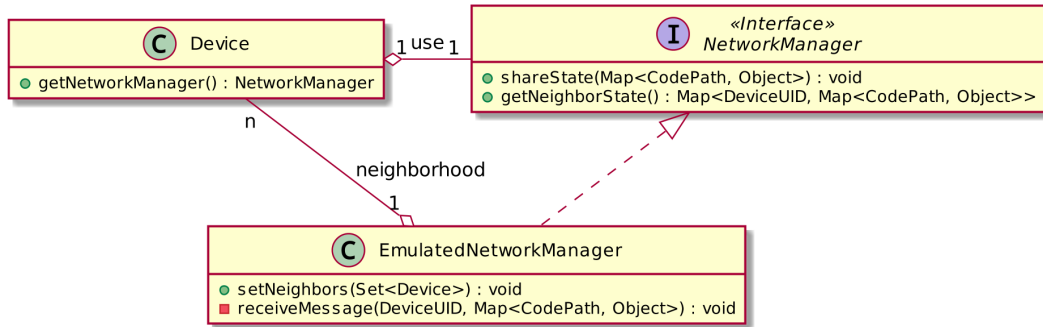 C Device
getNetworkManager() : NetworkManager
1 use 1
I «Interface»
NetworkManager
shareState(Map<CodePath, Object>) : void
getNeighborState() : Map<DeviceUID, Map<CodePath, Object>>
n
neighborhood
1
C EmulatedNetworkManager
setNeighbors(Set<Device>) : void
receiveMessage(DeviceUID, Map<CodePath, Object>) : void